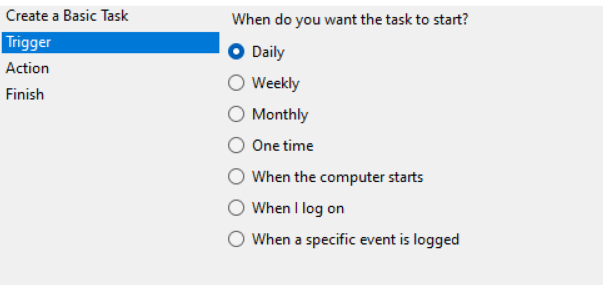 Create a Basic Task
Trigger
Action
Finish
When do you want the task to start?
Daily
Weekly
Monthly
One time
When the computer starts
When I log on
When a specific event is logged